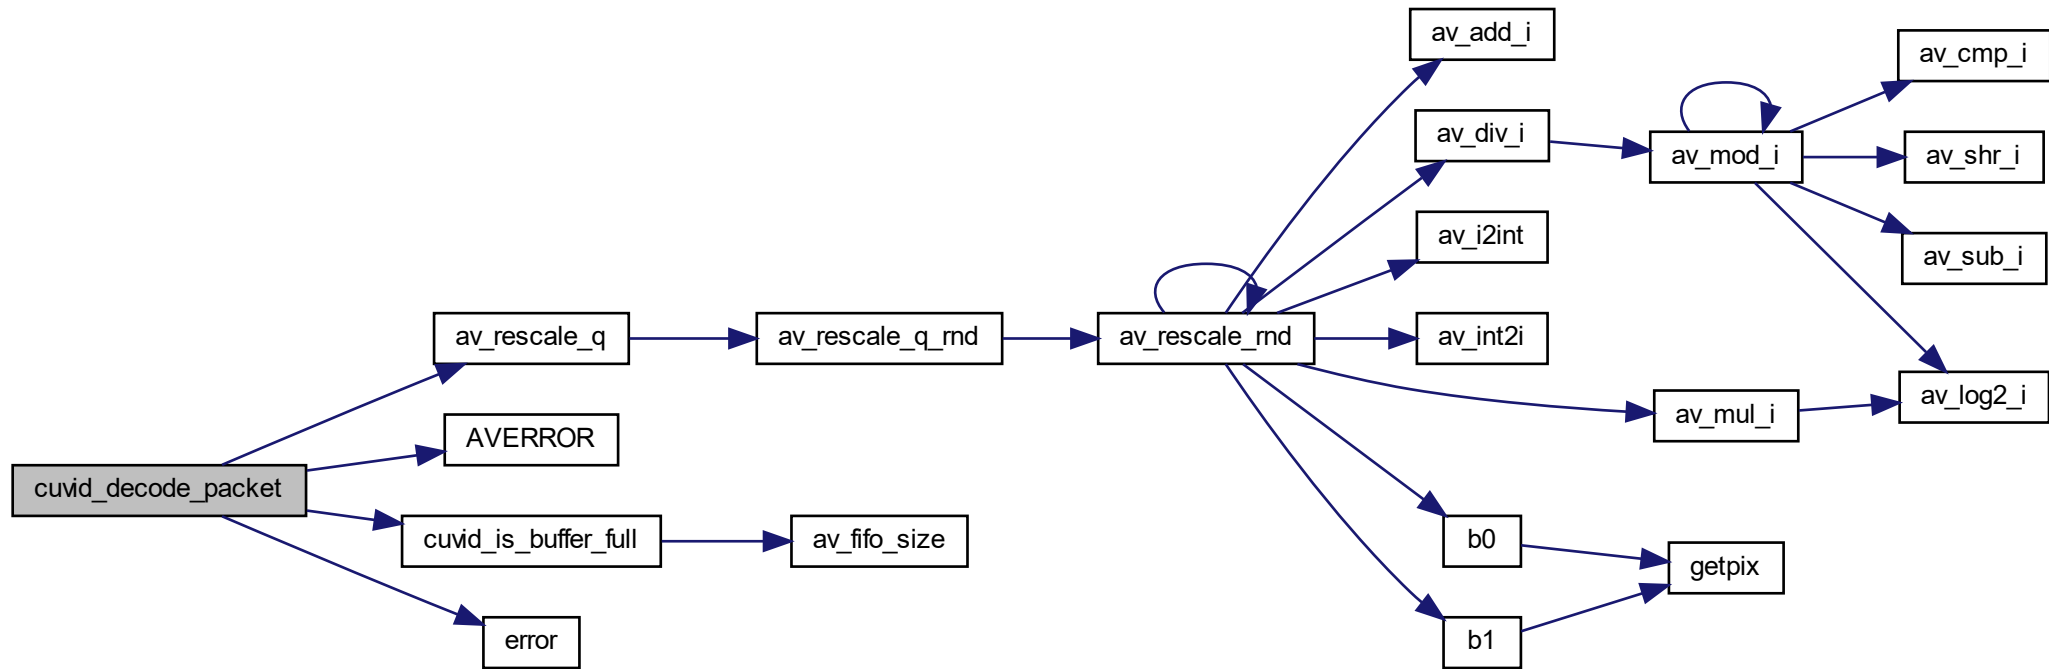 cuvid_decode_packet
av_rescale_q
AVERROR
cuvid_is_buffer_full
error
av_rescale_q_rnd
av_fifo_size
av_rescale_rnd
av_add_i
av_div_i
av_i2int
av_int2i
av_mul_i
b0
b1
av_mod_i
getpix
av_cmp_i
av_shr_i
av_sub_i
av_log2_i